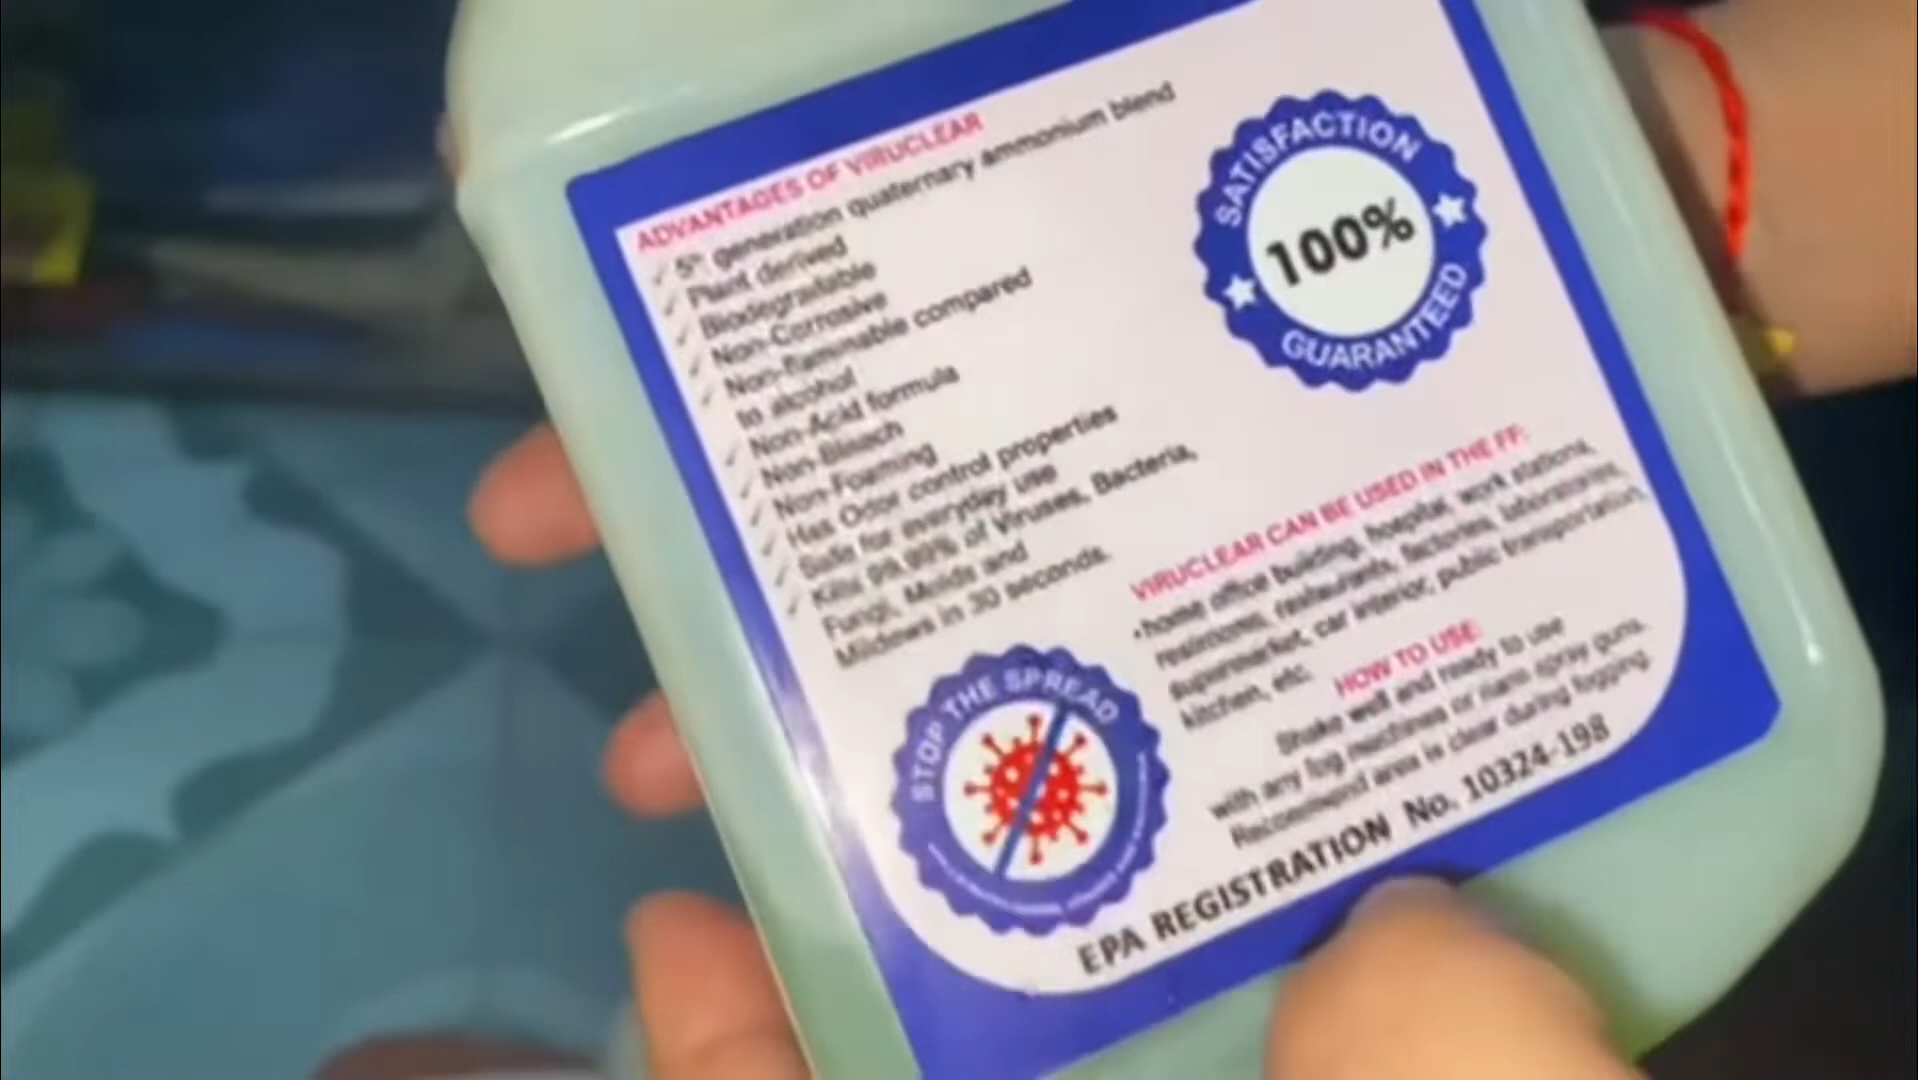 ADVANTAGES OF VIRUCLEAR
✓ 5th generation quaternary ammonium blend
✓ Plant derived
✓ Biodegradable
✓ Non-Corrosive
✓ Non-flammable compared
to alcohol
✓ Non-Acid formula
✓ Non-Bleach
✓ Non-Foaming
✓ Has Odor control properties
✓ Safe for everyday use
✓ Kills 99.99% of Viruses, Bacteria,
Fungi, Molds and
Mildews in 30 seconds.
SATISFACTION
100%
GUARANTEED
VIRUCLEAR CAN BE USED IN THE FF:
•home office building, hospital, work stations,
restrooms, restaurants, factories, laboratories,
supermarket, car interior, public transportation,
kitchen, etc.
HOW TO USE:
Shake well and ready to use
with any fog machines or nano spray guns.
area is clear during fogging.
STOP THE SPREAD
EPA REGISTRATION No. 10324-198